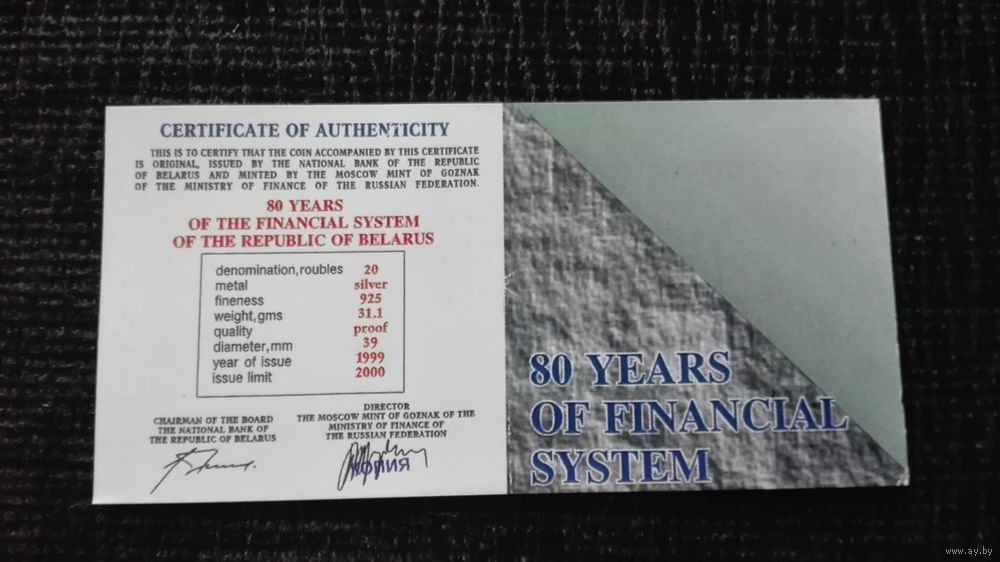 CERTIFICATE OF AUTHENTICITY
THIS IS TO CERTIFY THAT THE COIN ACCOMPANIED BY THIS CERTIFICATE
IS ORIGINAL, ISSUED BY THE NATIONAL BANK OF THE REPUBLIC
OF BELARUS AND MINTED BY THE MOSCOW MINT OF GOZNAK
OF THE MINISTRY OF FINANCE OF THE RUSSIAN FEDERATION.
80 YEARS
OF THE FINANCIAL SYSTEM
OF THE REPUBLIC OF BELARUS
denomination,roubles 20
metal silver
fineness 925
weight,gms 31.1
quality proof
diameter,mm 39
year of issue 1999
issue limit 2000
CHAIRMAN OF THE BOARD
THE NATIONAL BANK OF
THE REPUBLIC OF BELARUS
DIRECTOR
THE MOSCOW MINT OF GOZNAK OF THE
MINISTRY OF FINANCE OF
THE RUSSIAN FEDERATION
КОПИЯ
80 YEARS
OF FINANCIAL
SYSTEM
www.ay.by